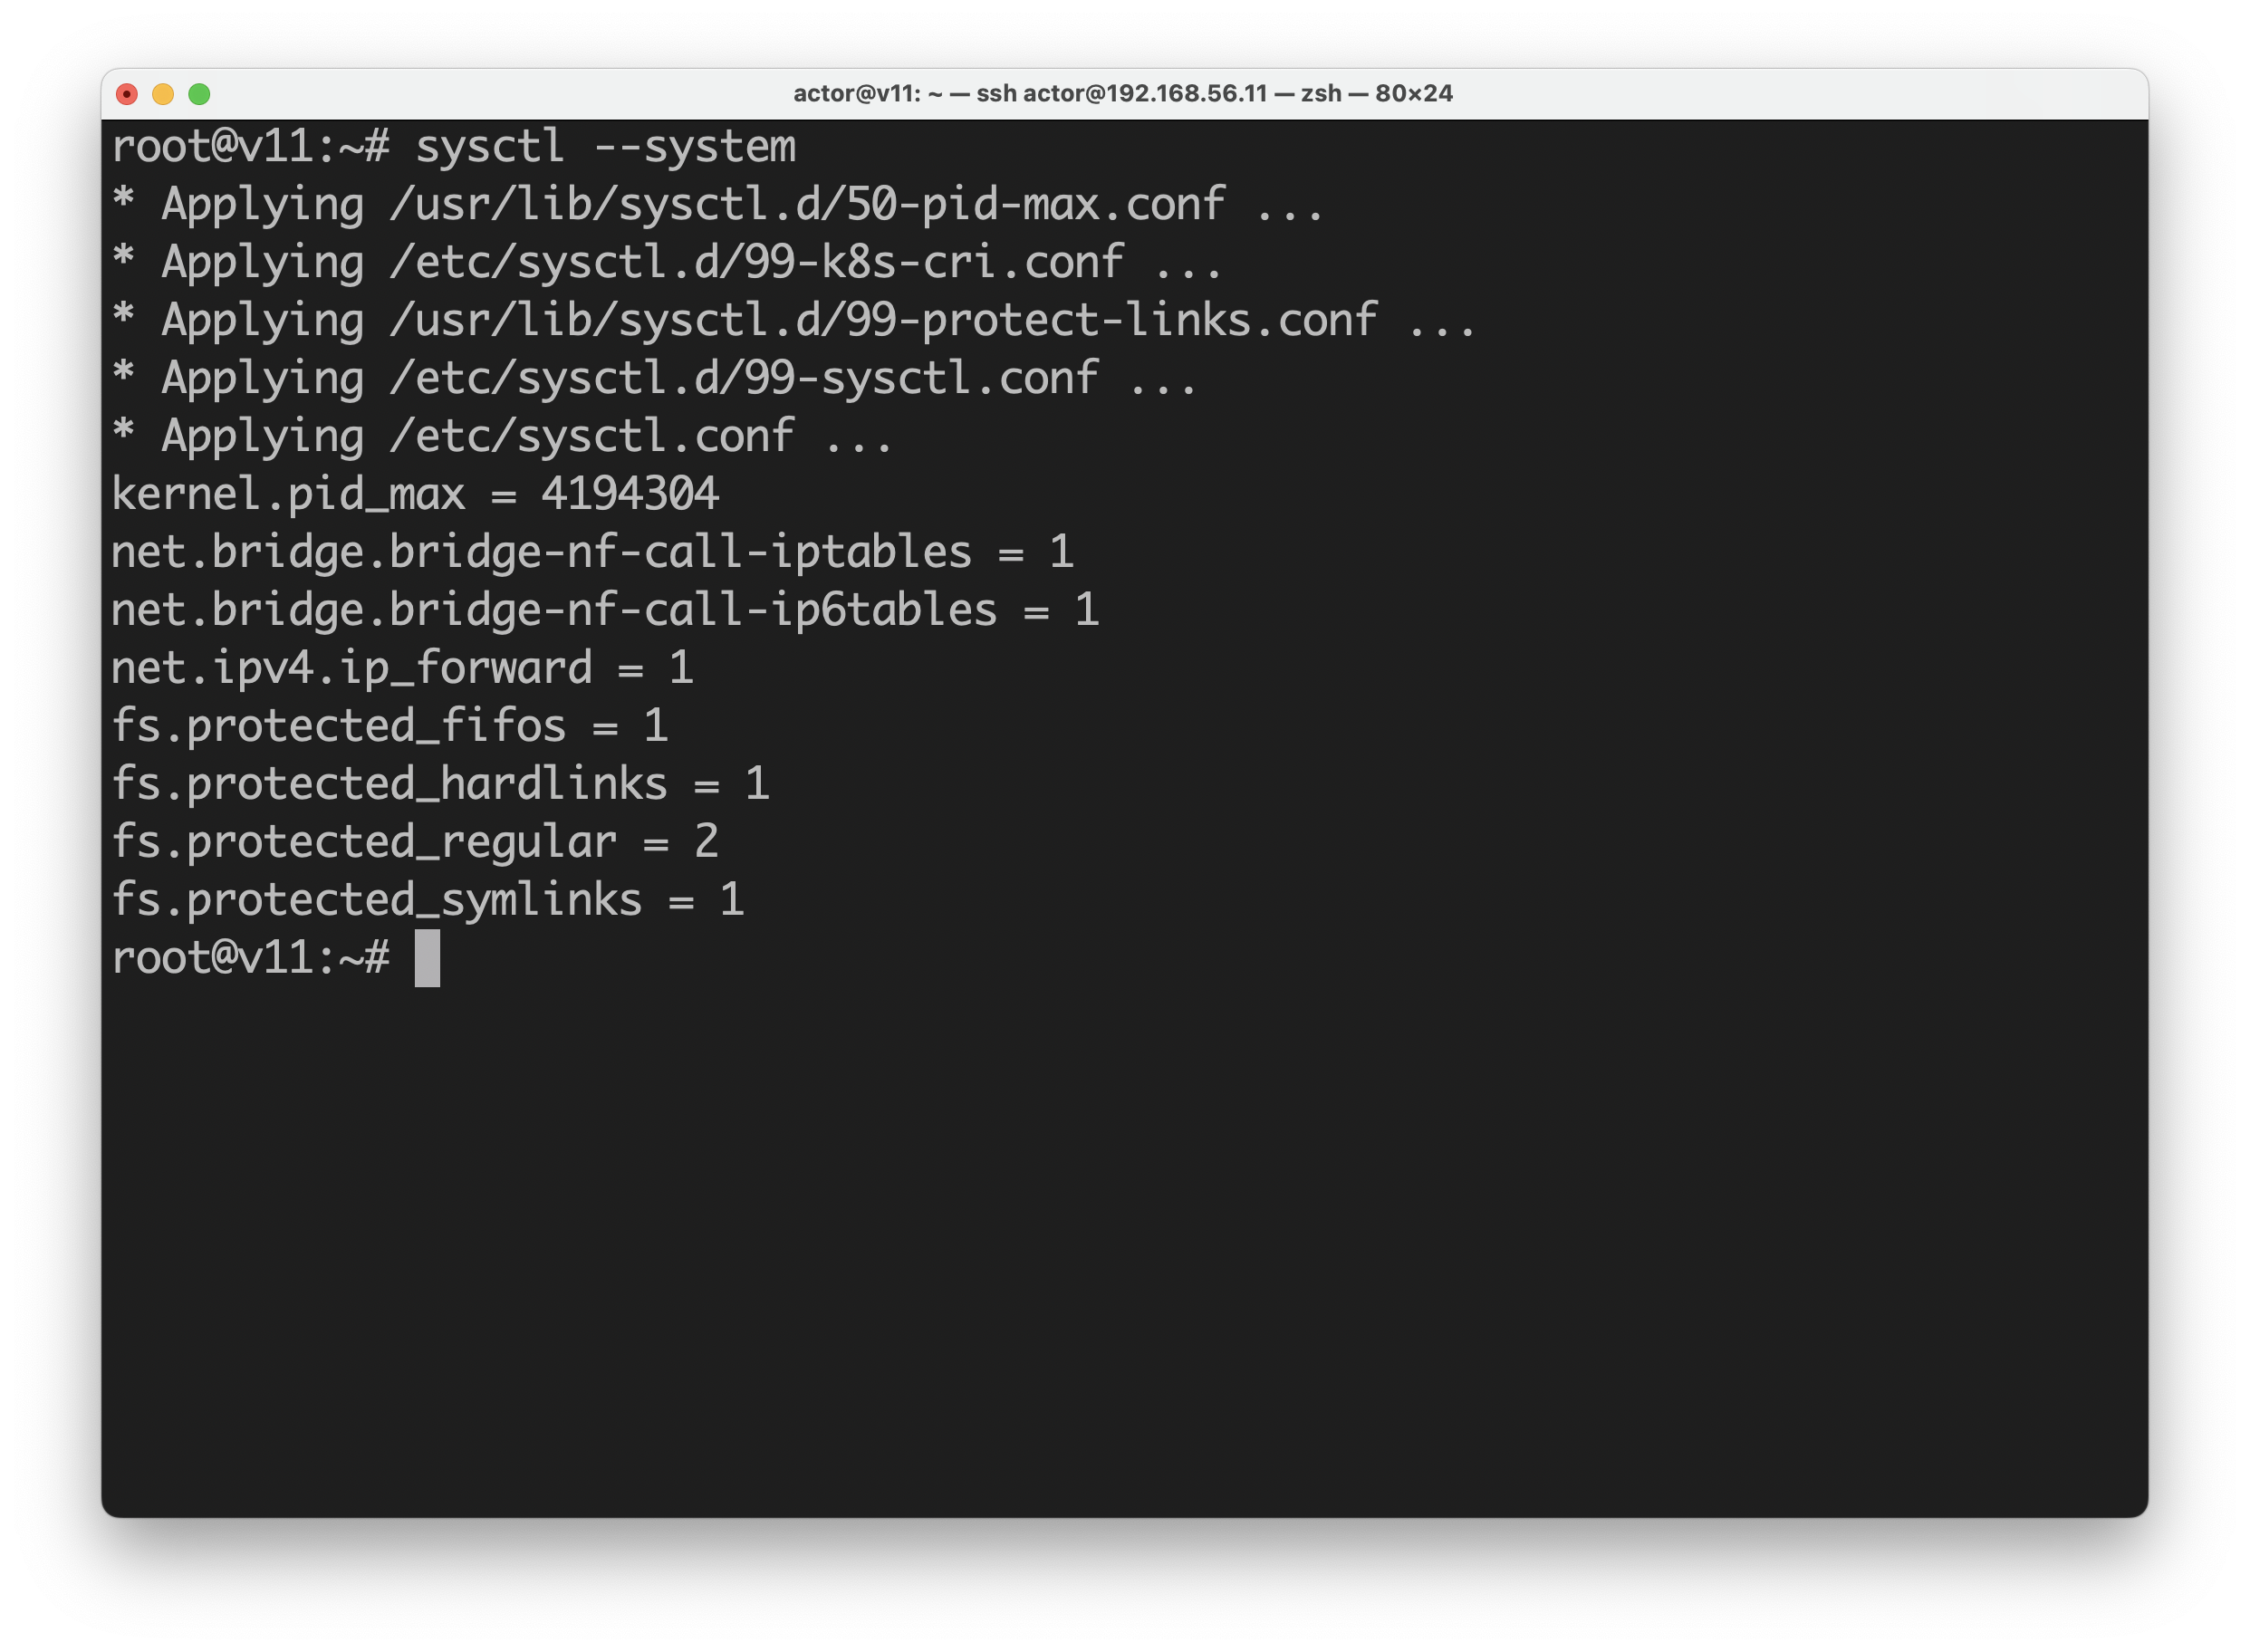 actor@v11: ~ — ssh actor@192.168.56.11 — zsh — 80×24
root@v11:~# sysctl --system
* Applying /usr/lib/sysctl.d/50-pid-max.conf ...
* Applying /etc/sysctl.d/99-k8s-cri.conf ...
* Applying /usr/lib/sysctl.d/99-protect-links.conf ...
* Applying /etc/sysctl.d/99-sysctl.conf ...
* Applying /etc/sysctl.conf ...
kernel.pid_max = 4194304
net.bridge.bridge-nf-call-iptables = 1
net.bridge.bridge-nf-call-ip6tables = 1
net.ipv4.ip_forward = 1
fs.protected_fifos = 1
fs.protected_hardlinks = 1
fs.protected_regular = 2
fs.protected_symlinks = 1
root@v11:~#